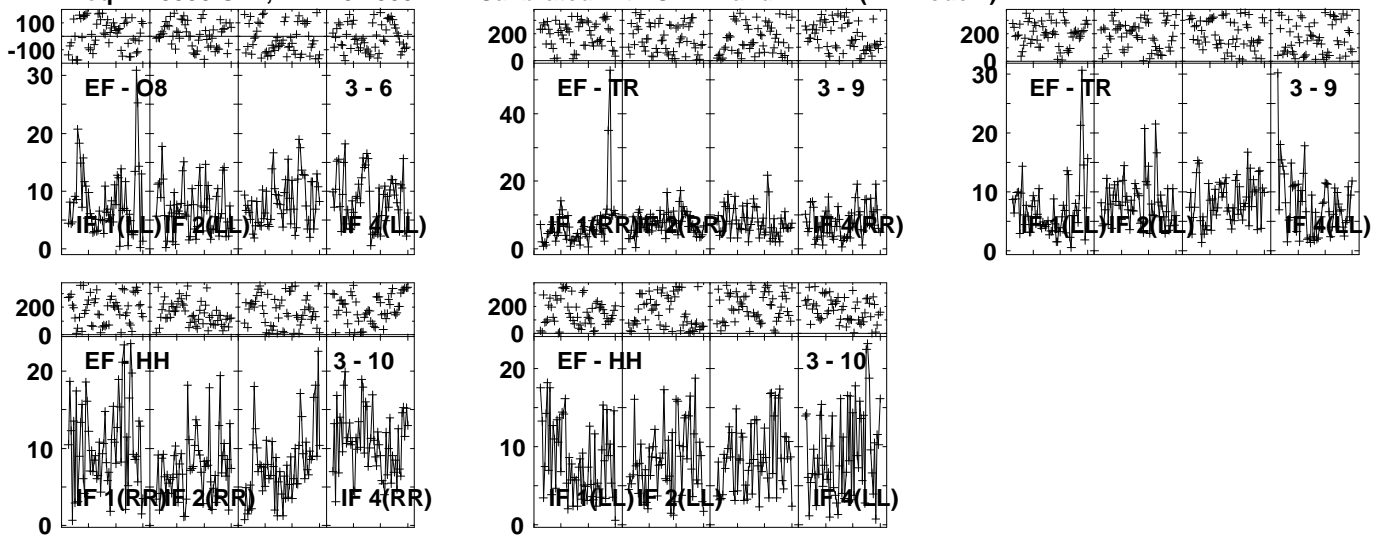 100
-100
30
20
10
0
EF - O8
3 - 6
IF 1(LL)
IF 2(LL)
IF 4(LL)
200
0
40
20
0
EF - TR
3 - 9
IF 1(RR)
IF 2(RR)
IF 4(RR)
200
0
30
20
10
0
EF - TR
3 - 9
IF 1(LL)
IF 2(LL)
IF 4(LL)
200
0
20
10
0
EF - HH
3 - 10
IF 1(RR)
IF 2(RR)
IF 4(RR)
200
0
20
10
0
EF - HH
3 - 10
IF 1(LL)
IF 2(LL)
IF 4(LL)